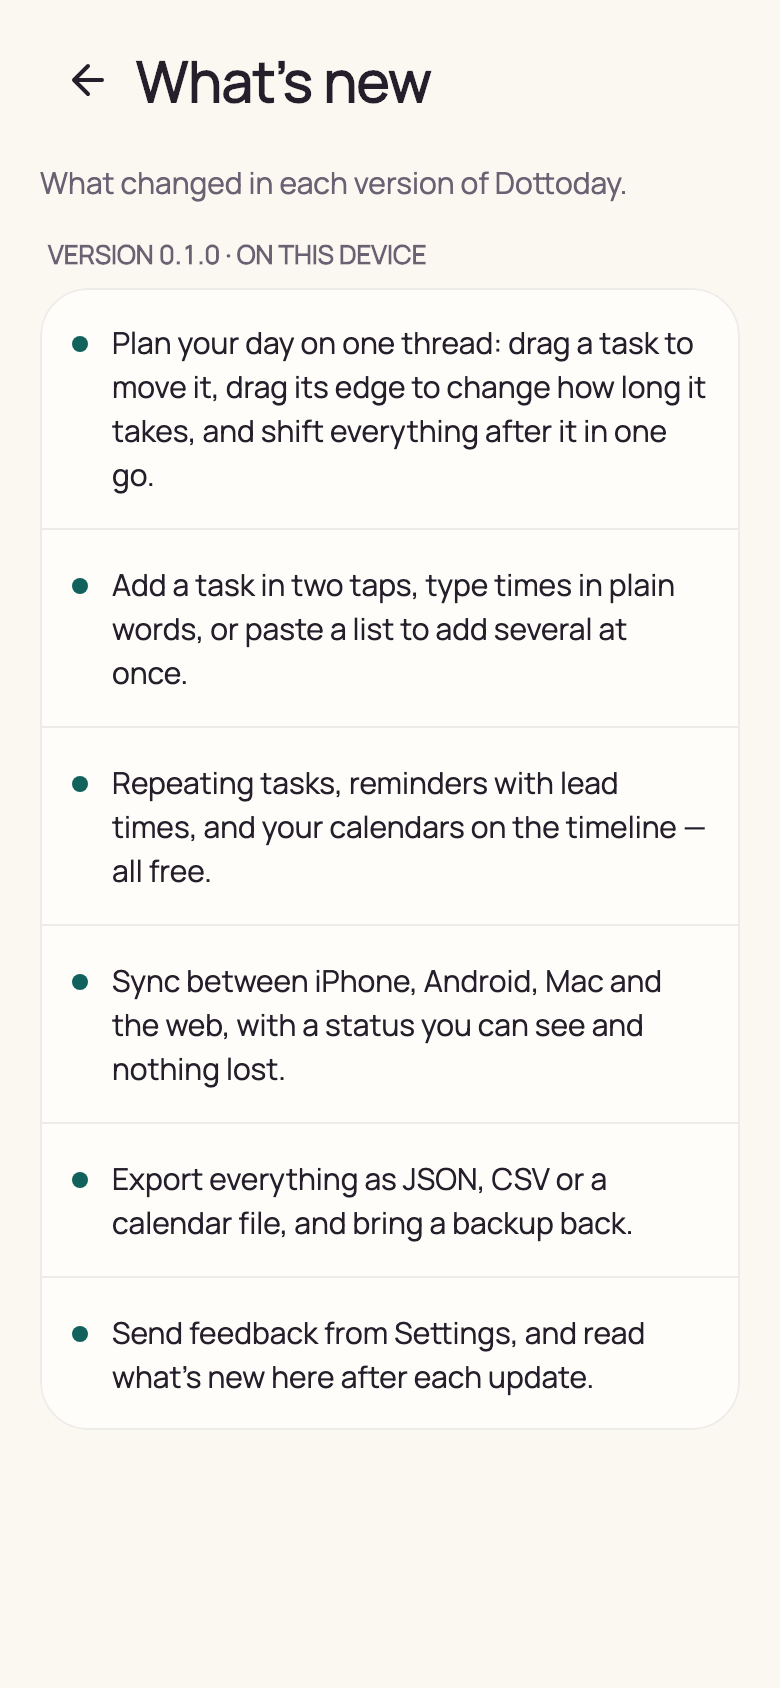 What's new
What changed in each version of Dottoday.
VERSION 0.1.0 · ON THIS DEVICE
Plan your day on one thread: drag a task to
move it, drag its edge to change how long it
takes, and shift everything after it in one
go.
Add a task in two taps, type times in plain
words, or paste a list to add several at
once.
Repeating tasks, reminders with lead
times, and your calendars on the timeline —
all free.
Sync between iPhone, Android, Mac and
the web, with a status you can see and
nothing lost.
Export everything as JSON, CSV or a
calendar file, and bring a backup back.
Send feedback from Settings, and read
what's new here after each update.